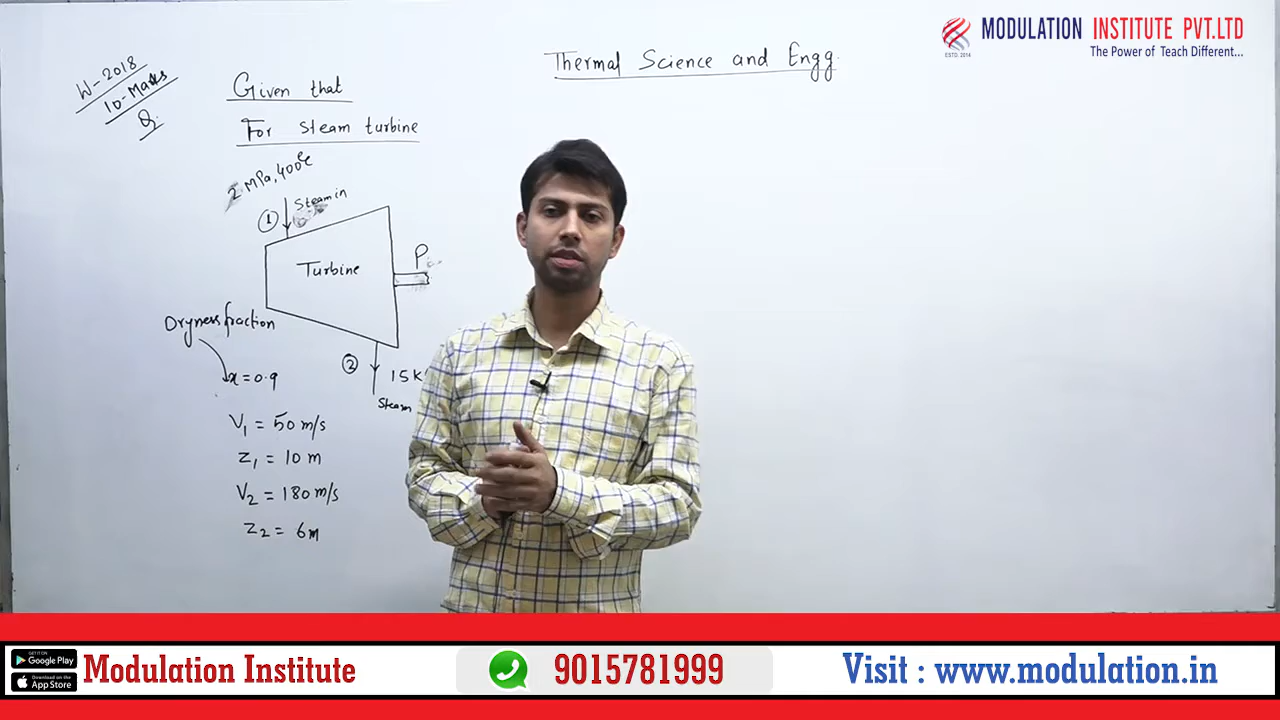 MODULATION INSTITUTE PVT.LTD
The Power of Teach Different...
ESTD, 2014
Thermal Science and Engg.
W-2018
10-Marks
Q.
Given that
For steam turbine
2 MPa, 400°C
① Steam in
Turbine
P
Dryness fraction
x = 0.9
② 15K
Steam
V1 = 50 m/s
Z1 = 10 m
V2 = 180 m/s
Z2 = 6m
GET IT ON
Google Play
Download on the
App Store
Modulation Institute
9015781999
Visit : www.modulation.in